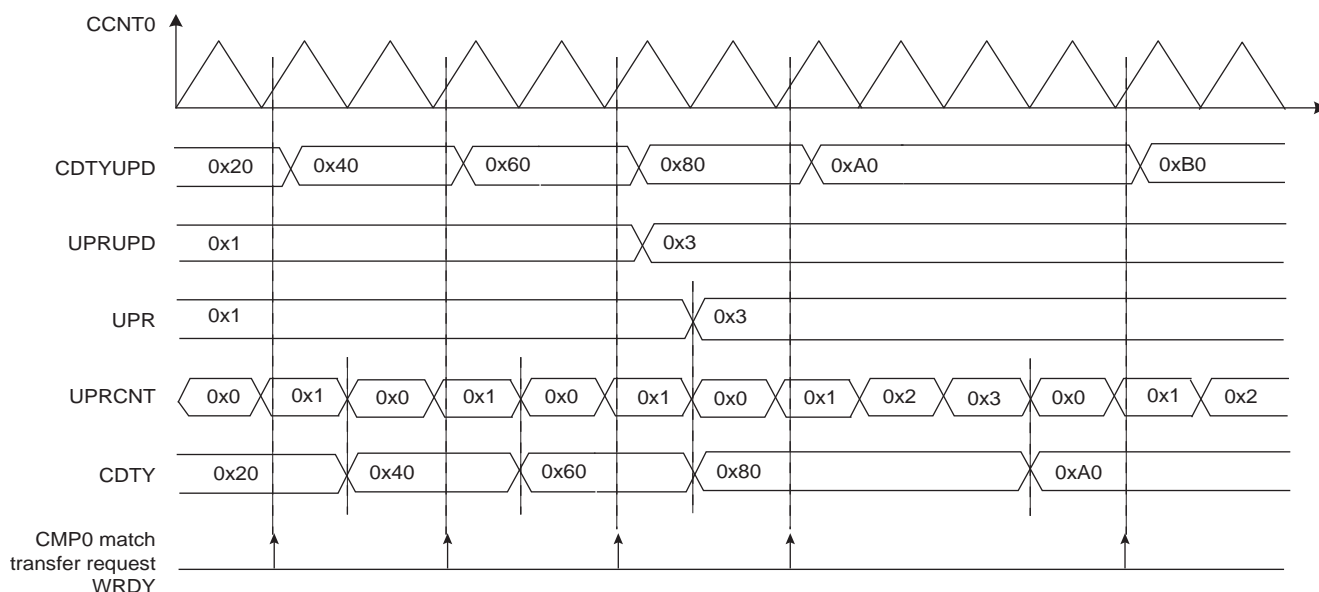 CCNT0
CDTYUPD 0x20 0x40 0x60 0x80 0xA0 0xB0
UPRUPD 0x1 0x3
UPR 0x1 0x3
UPRCNT 0x0 0x1 0x0 0x1 0x0 0x1 0x0 0x1 0x2 0x3 0x0 0x1 0x2
CDTY 0x20 0x40 0x60 0x80 0xA0
CMP0 match
transfer request
WRDY